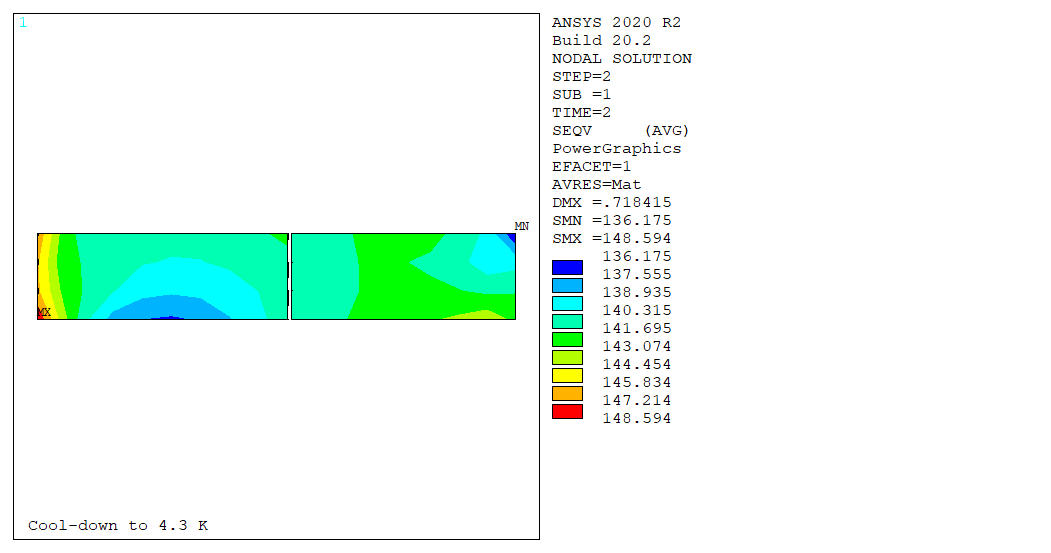 1
ANSYS 2020 R2
Build 20.2
NODAL SOLUTION
STEP=2
SUB =1
TIME=2
SEQV (AVG)
PowerGraphics
EFACET=1
AVRES=Mat
DMX =.718415
SMN =136.175
SMX =148.594
136.175
137.555
138.935
140.315
141.695
143.074
144.454
145.834
147.214
148.594
MN
MX
Cool-down to 4.3 K